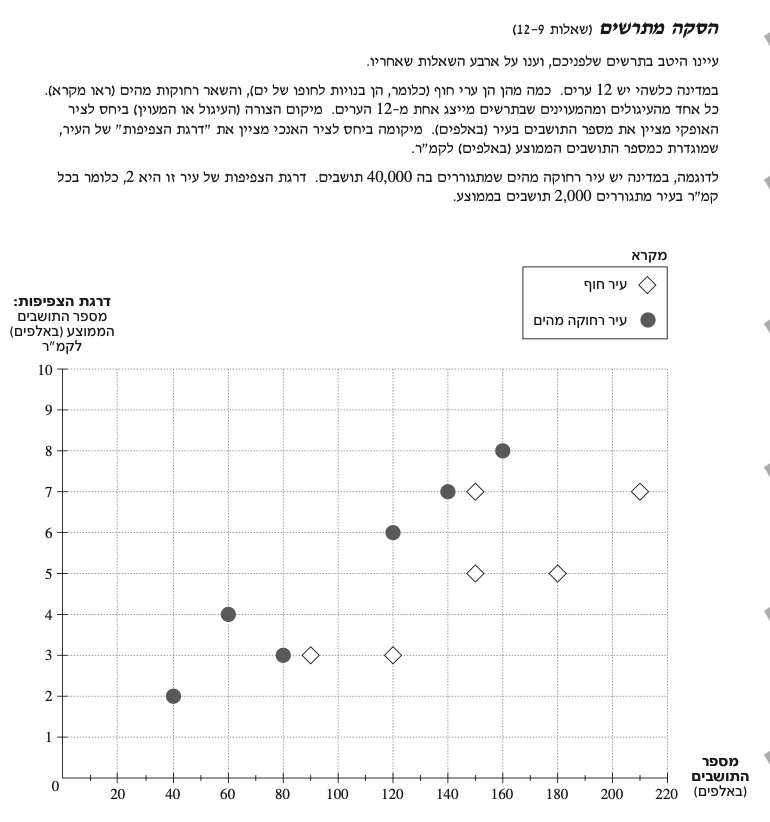 הסקה מתרשים (שאלות 9-12)
עיינו היטב בתרשים שלפניכם, וענו על ארבע השאלות שאחריו.
במדינה כלשהי יש 12 ערים. כמה מהן הן ערי חוף (כלומר, הן בנויות לחופו של ים), והשאר רחוקות מהים (ראו מקרא).
כל אחד מהעיגולים ומהמעוינים שבתרשים מייצג אחת מ-12 הערים. מיקום הצורה (העיגול או המעוין) ביחס לציר
האופקי מציין את מספר התושבים בעיר (באלפים). מיקומה ביחס לציר האנכי מציין את "דרגת הצפיפות" של העיר,
שמוגדרת כמספר התושבים הממוצע (באלפים) לקמ"ר.
לדוגמה, במדינה יש עיר רחוקה מהים שמתגוררים בה 40,000 תושבים. דרגת הצפיפות של עיר זו היא 2, כלומר בכל
קמ"ר בעיר מתגוררים 2,000 תושבים בממוצע.
מקרא
עיר חוף
עיר רחוקה מהים
דרגת הצפיפות:
מספר התושבים
הממוצע (באלפים)
לקמ"ר
10
9
8
7
6
5
4
3
2
1
0
20 40 60 80 100 120 140 160 180 200 220
מספר
התושבים
(באלפים)